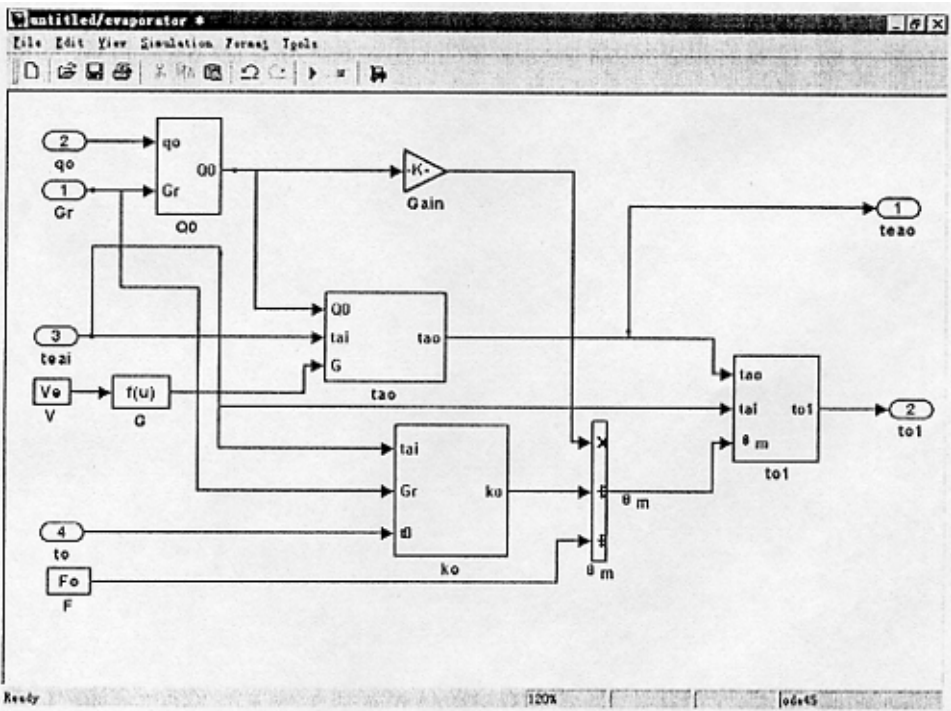 untitled/evaporator *
File Edit View Simulation Format Tools
2
qo
qo
Q0
-K-
1
Gr
Gr
Q0
Gain
1
teao
Q0
3
tai
tao
teai
G
tao
Vo
f(u)
V
G
tao
tai
to1
2
to1
θ m
to1
tai
Gr
ko
θ m
4
t0
to
ko
θ m
Fo
F
Ready
120%
ode45